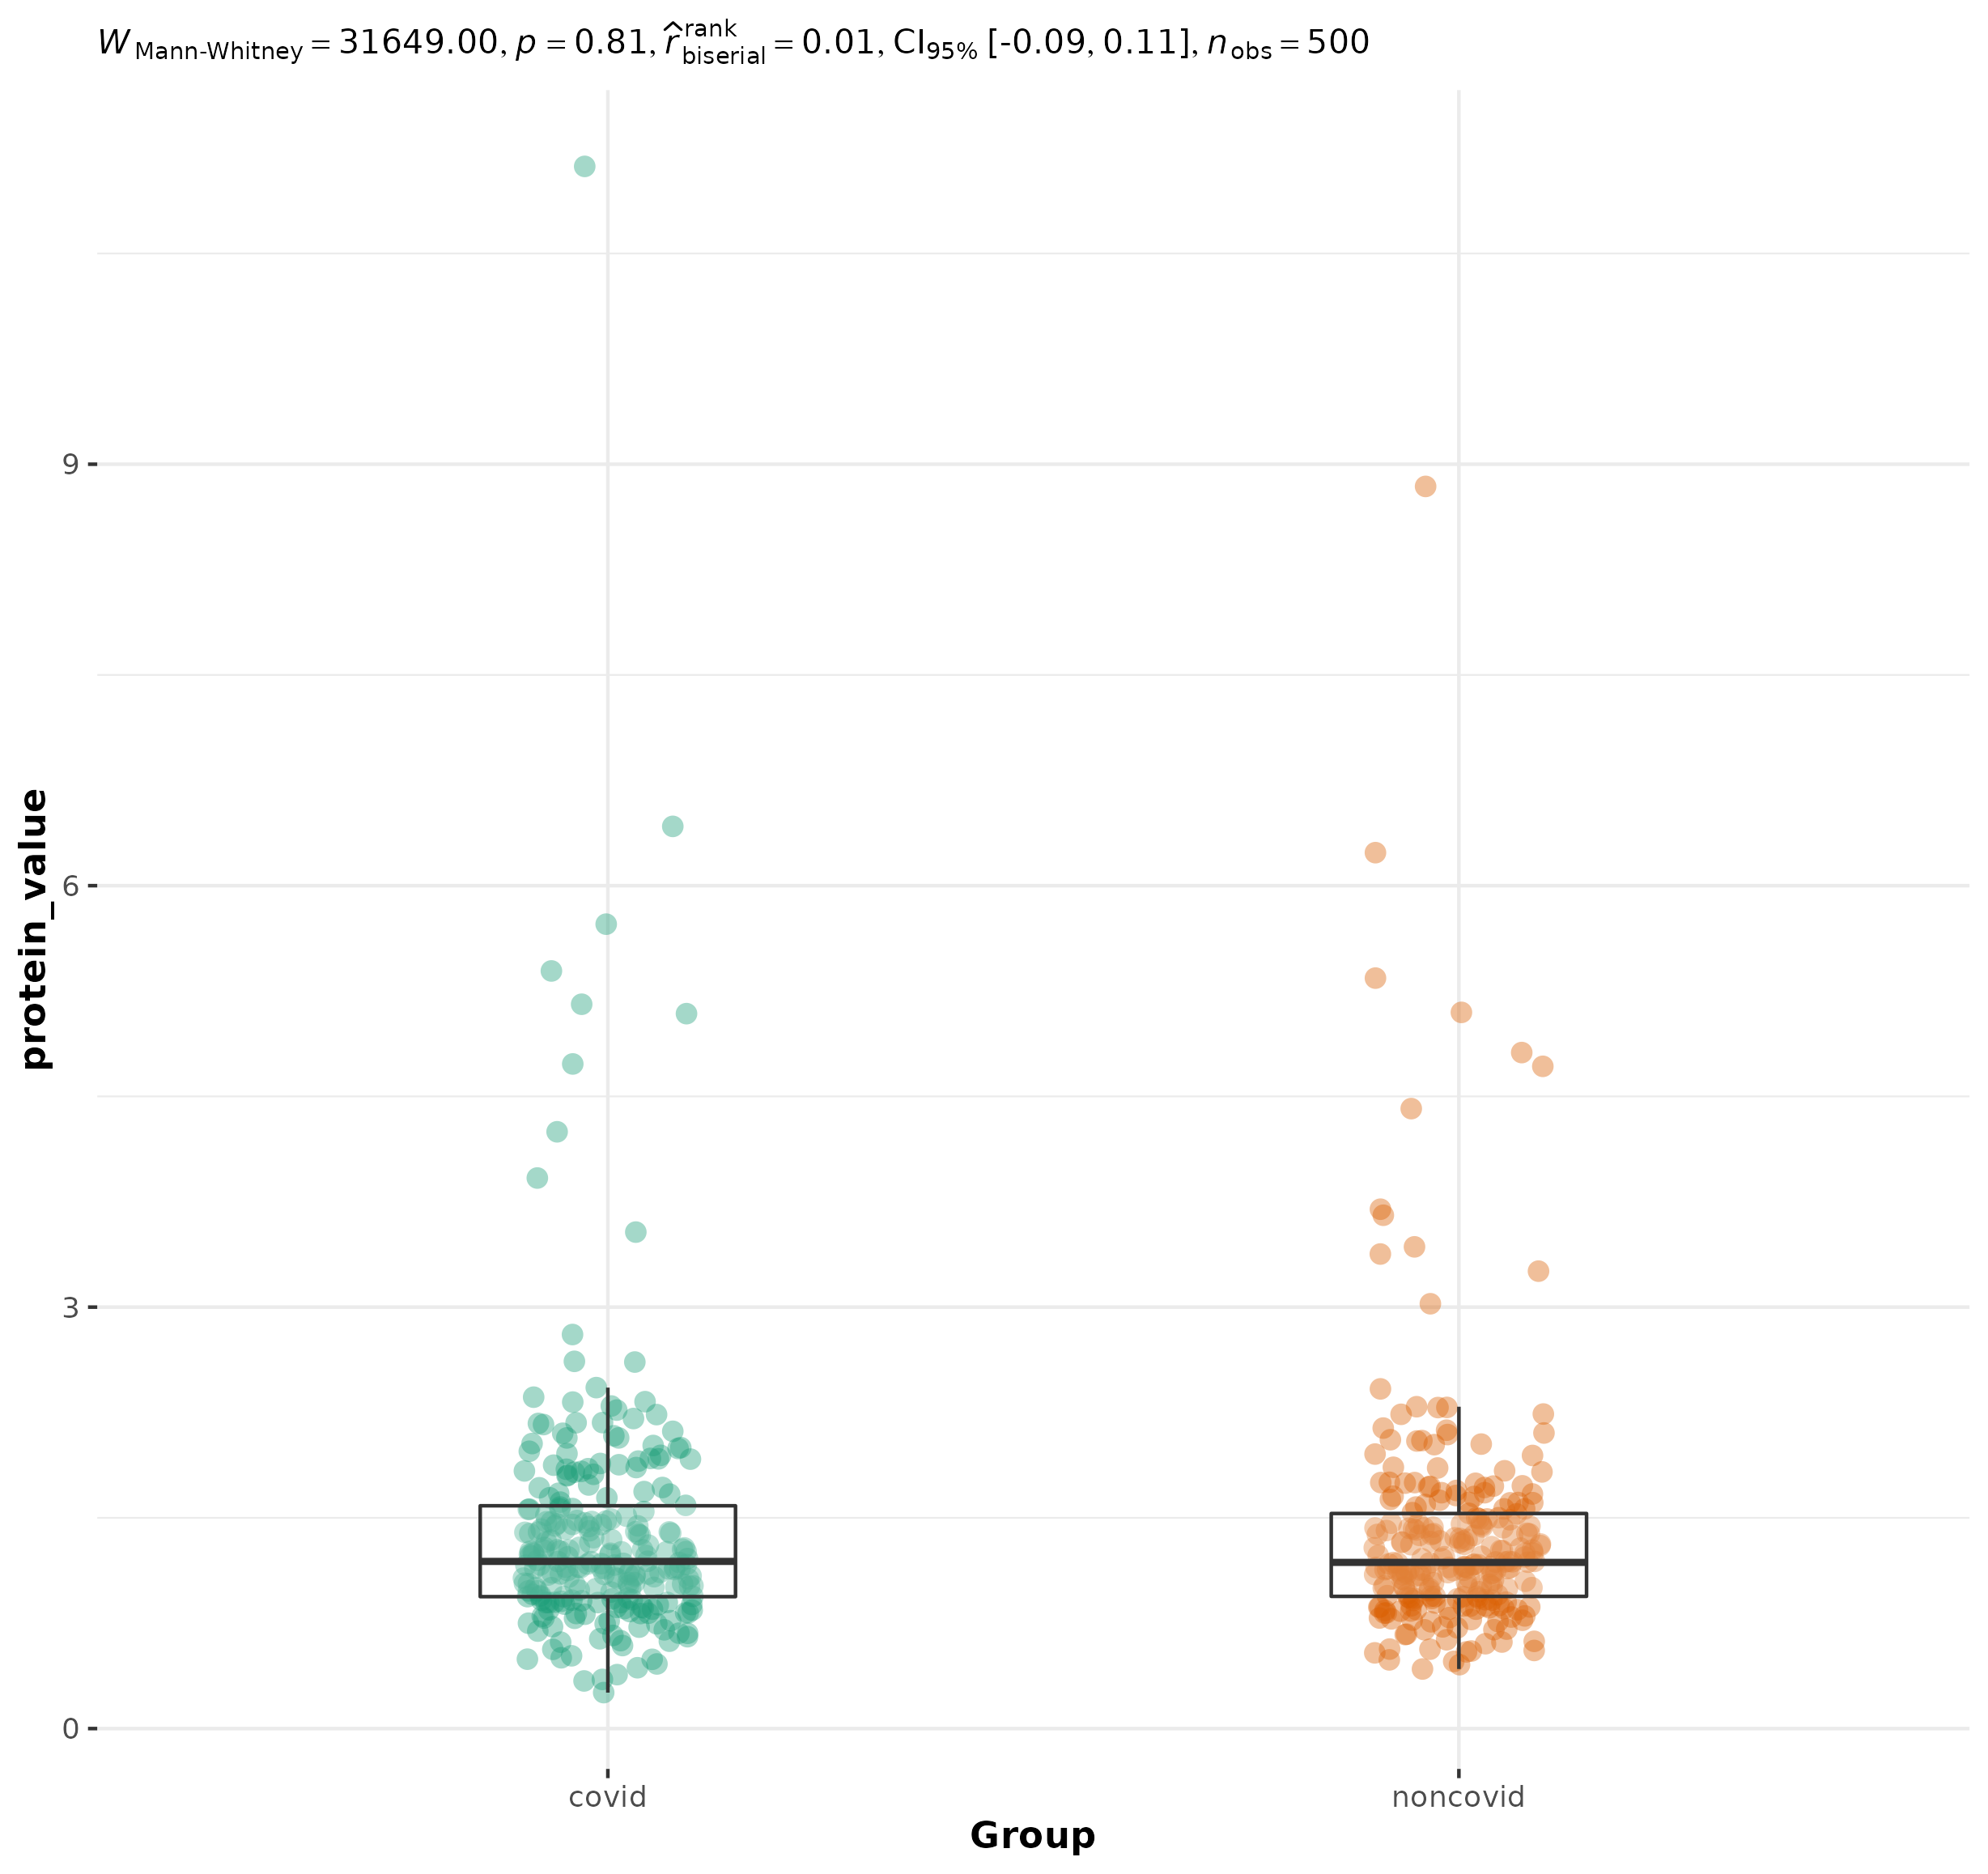 W Mann-Whitney = 31649.00, p = 0.81, r̂ rank biserial = 0.01, CI95% [-0.09, 0.11], n obs = 500
protein_value
9
6
3
0
covid noncovid
Group